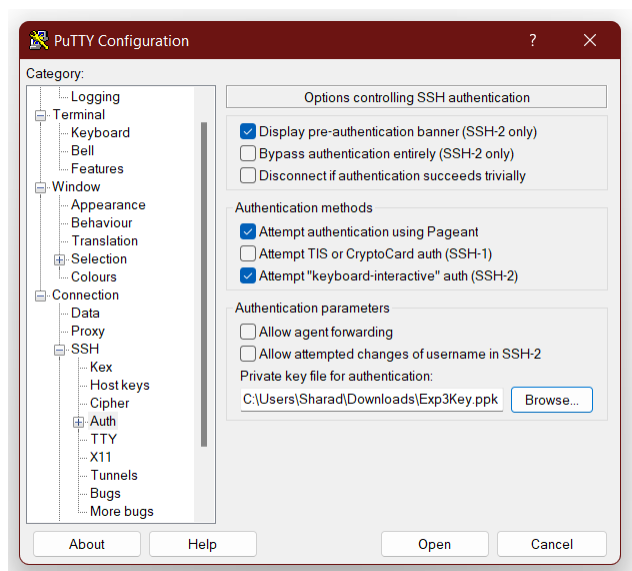 PuTTY Configuration
?
Category:
Logging
Terminal
Keyboard
Bell
Features
Window
Appearance
Behaviour
Translation
Selection
Colours
Connection
Data
Proxy
SSH
Kex
Host keys
Cipher
Auth
TTY
X11
Tunnels
Bugs
More bugs
Options controlling SSH authentication
Display pre-authentication banner (SSH-2 only)
Bypass authentication entirely (SSH-2 only)
Disconnect if authentication succeeds trivially
Authentication methods
Attempt authentication using Pageant
Attempt TIS or CryptoCard auth (SSH-1)
Attempt "keyboard-interactive" auth (SSH-2)
Authentication parameters
Allow agent forwarding
Allow attempted changes of username in SSH-2
Private key file for authentication:
C:\Users\Sharad\Downloads\Exp3Key.ppk Browse...
About Help Open Cancel